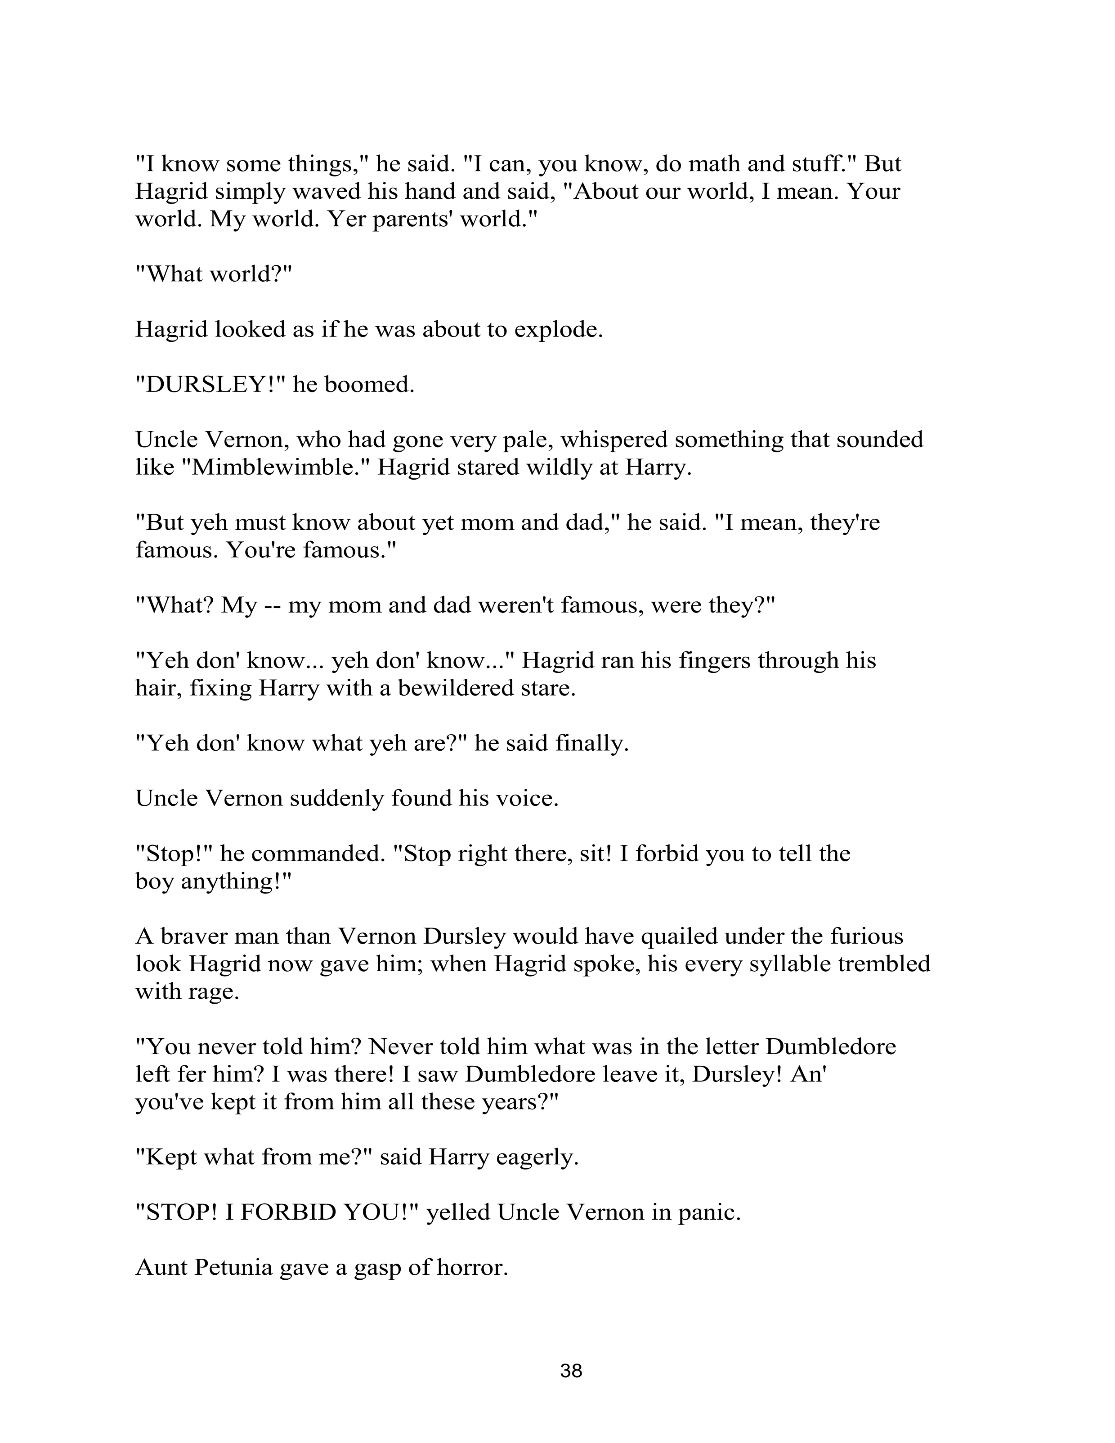 "I know some things," he said. "I can, you know, do math and stuff." But
Hagrid simply waved his hand and said, "About our world, I mean. Your
world. My world. Yer parents' world."
"What world?"
Hagrid looked as if he was about to explode.
"DURSLEY!" he boomed.
Uncle Vernon, who had gone very pale, whispered something that sounded
like "Mimblewimble." Hagrid stared wildly at Harry.
"But yeh must know about yet mom and dad," he said. "I mean, they're
famous. You're famous."
"What? My -- my mom and dad weren't famous, were they?"
"Yeh don' know... yeh don' know..." Hagrid ran his fingers through his
hair, fixing Harry with a bewildered stare.
"Yeh don' know what yeh are?" he said finally.
Uncle Vernon suddenly found his voice.
"Stop!" he commanded. "Stop right there, sit! I forbid you to tell the
boy anything!"
A braver man than Vernon Dursley would have quailed under the furious
look Hagrid now gave him; when Hagrid spoke, his every syllable trembled
with rage.
"You never told him? Never told him what was in the letter Dumbledore
left fer him? I was there! I saw Dumbledore leave it, Dursley! An'
you've kept it from him all these years?"
"Kept what from me?" said Harry eagerly.
"STOP! I FORBID YOU!" yelled Uncle Vernon in panic.
Aunt Petunia gave a gasp of horror.
38